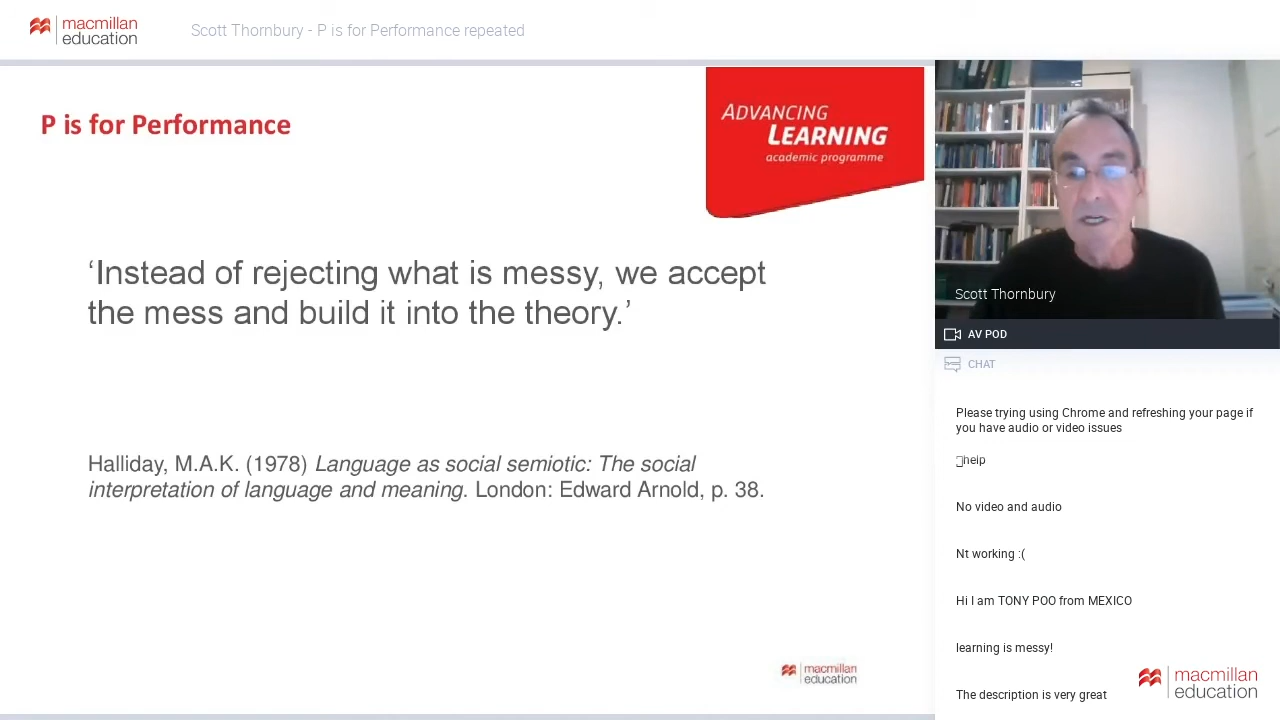 macmillan
education
Scott Thornbury - P is for Performance repeated
P is for Performance
ADVANCING
LEARNING
academic programme
‘Instead of rejecting what is messy, we accept
the mess and build it into the theory.’
Halliday, M.A.K. (1978) Language as social semiotic: The social
interpretation of language and meaning. London: Edward Arnold, p. 38.
macmillan
education
Scott Thornbury
AV POD
CHAT
Please trying using Chrome and refreshing your page if
you have audio or video issues
help
No video and audio
Nt working :(
Hi I am TONY POO from MEXICO
learning is messy!
The description is very great
macmillan
education